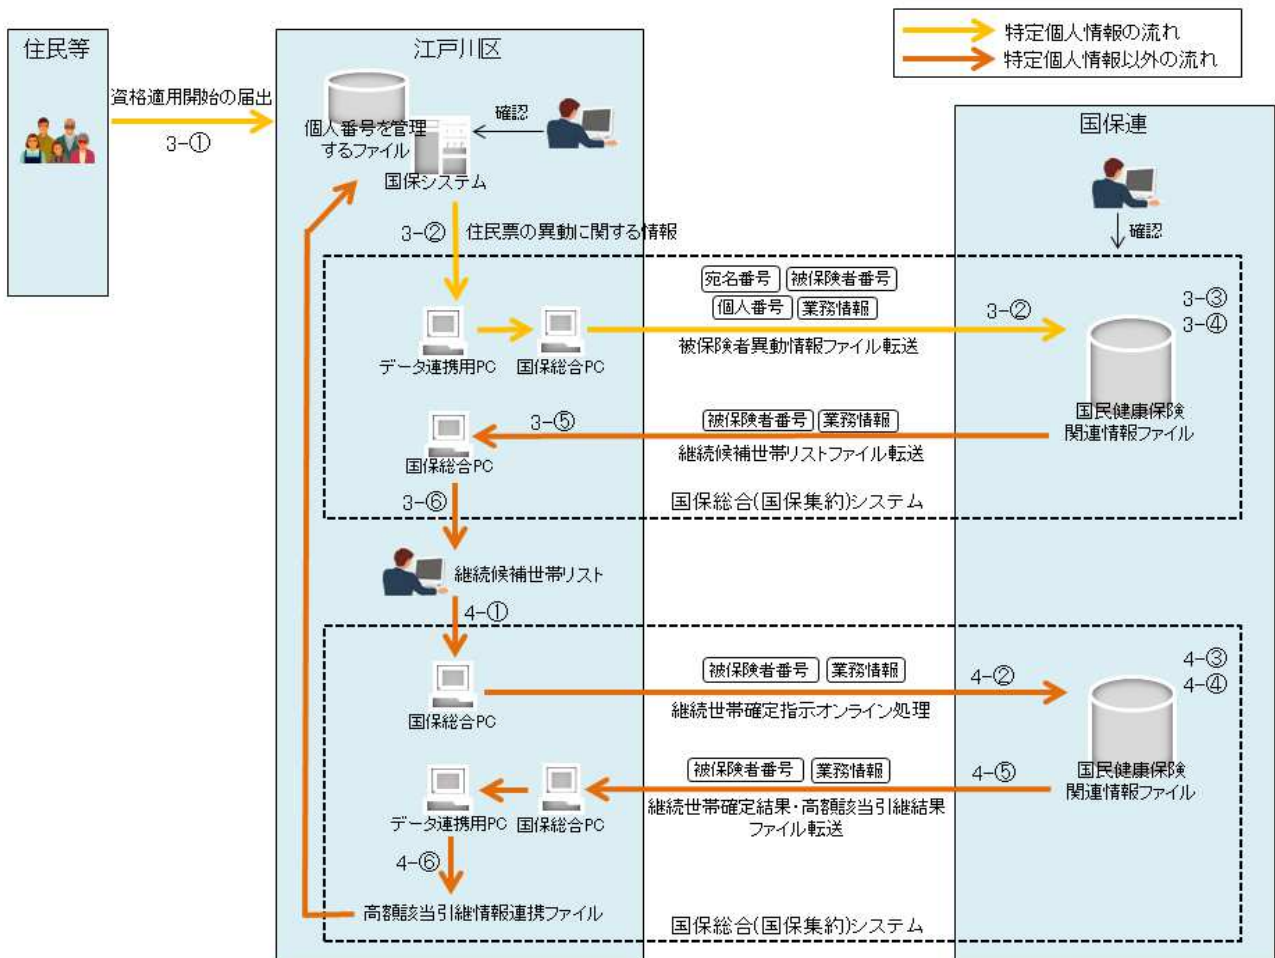 特定個人情報の流れ
特定個人情報以外の流れ
住民等
江戸川区
国保連
資格適用開始の届出
3-①
個人番号を管理
するファイル
確認
国保システム
確認
3-②
住民票の異動に関する情報
宛名番号 被保険者番号
個人番号 業務情報
3-②
3-③
3-④
データ連携用PC
国保総合PC
被保険者異動情報ファイル転送
国民健康保険
関連情報ファイル
3-⑤
被保険者番号 業務情報
国保総合PC
継続候補世帯リストファイル転送
3-⑥
国保総合(国保集約)システム
継続候補世帯リスト
4-①
国保総合PC
被保険者番号 業務情報
4-②
継続世帯確定指示オンライン処理
4-③
4-④
国民健康保険
関連情報ファイル
被保険者番号 業務情報
4-⑤
データ連携用PC
国保総合PC
継続世帯確定結果・高額該当引継結果
ファイル転送
4-⑥
高額該当引継情報連携ファイル
国保総合(国保集約)システム